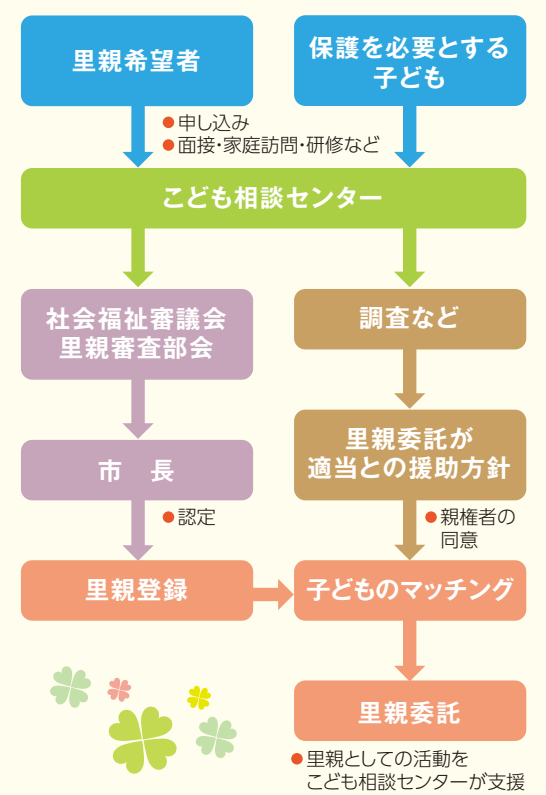 里親希望者
保護を必要とする
子ども
●申し込み
●面接・家庭訪問・研修など
こども相談センター
社会福祉審議会
里親審査部会
調査など
市　長
里親委託が
適当との援助方針
●認定
●親権者の
同意
里親登録
子どものマッチング
里親委託
●里親としての活動を
こども相談センターが支援